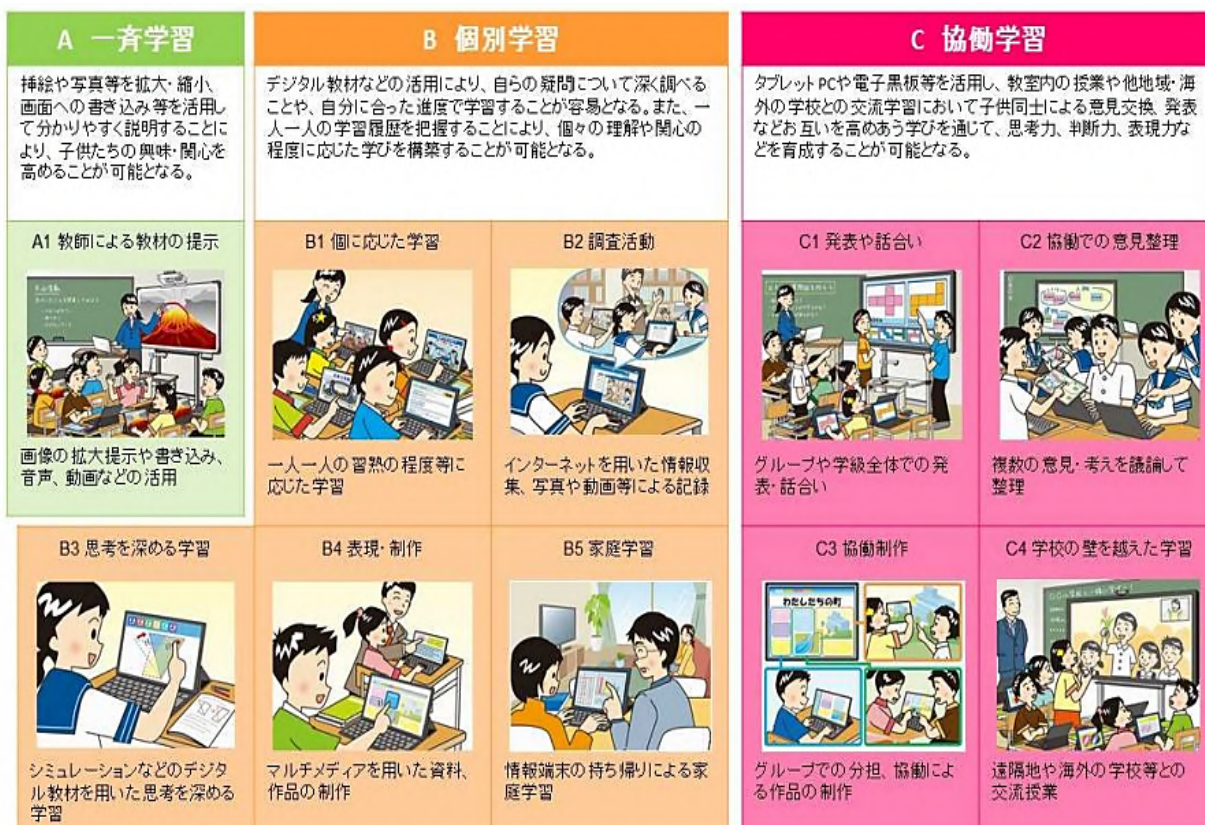 A 一斉学習
挿絵や写真等を拡大・縮小、
画面への書き込み等を活用し
て分かりやすく説明することに
より、子供たちの興味・関心を
高めることが可能となる。
B 個別学習
デジタル教材などの活用により、自らの疑問について深く調べる
ことや、自分に合った進度で学習することが容易となる。また、一
人一人の学習履歴を把握することにより、個々の理解や関心の
程度に応じた学びを構築することが可能となる。
C 協働学習
タブレットPCや電子黒板等を活用し、教室内の授業や他地域・海
外の学校との交流学習において子供同士による意見交換、発表
などお互いを高めあう学びを通じて、思考力、判断力、表現力な
どを育成することが可能となる。
A1 教師による教材の提示
画像の拡大提示や書き込み、
音声、動画などの活用
B1 個に応じた学習
一人一人の習熟の程度等に
応じた学習
B2 調査活動
インターネットを用いた情報収
集、写真や動画等による記録
C1 発表や話合い
グループや学級全体での発
表・話合い
C2 協働での意見整理
複数の意見・考えを議論して
整理
B3 思考を深める学習
シミュレーションなどのデジタ
ル教材を用いた思考を深める
学習
B4 表現・制作
マルチメディアを用いた資料、
作品の制作
B5 家庭学習
情報端末の持ち帰りによる家
庭学習
C3 協働制作
わたしたちの町
グループでの分担、協働によ
る作品の制作
C4 学校の壁を越えた学習
遠隔地や海外の学校等との
交流授業